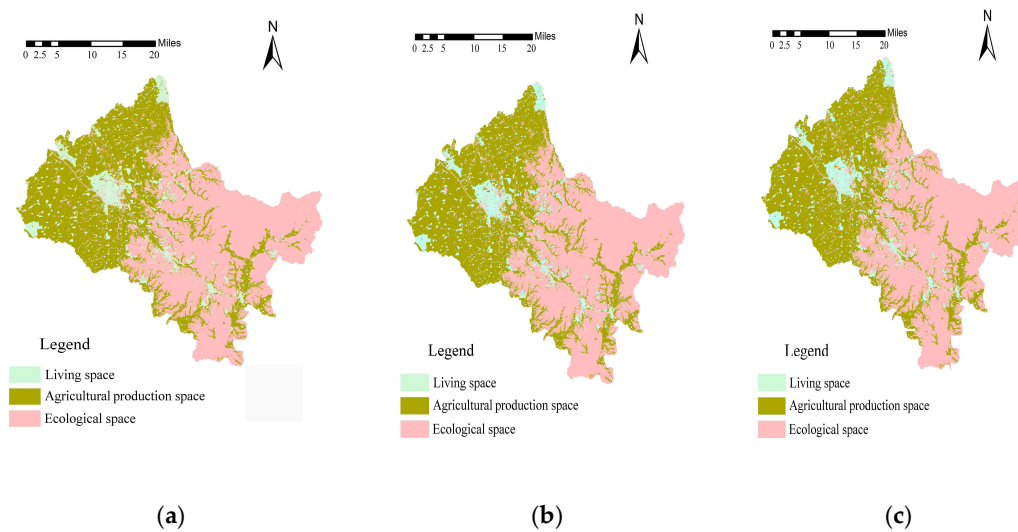 Miles
0 2.5 5 10 15 20
N
Legend
Living space
Agricultural production space
Ecological space
(a)
Miles
0 2.5 5 10 15 20
N
Legend
Living space
Agricultural production space
Ecological space
(b)
Miles
0 2.5 5 10 15 20
N
Legend
Living space
Agricultural production space
Ecological space
(c)